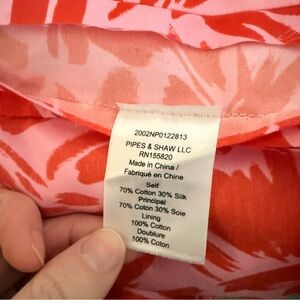 2002NP0122813
PIPES & SHAW LLC
RN155820
Made in China /
Fabriqué en Chine
Self
70% Cotton 30% Silk
Principal
70% Coton 30% Soie
Lining
100% Cotton
Doublure
100% Coton